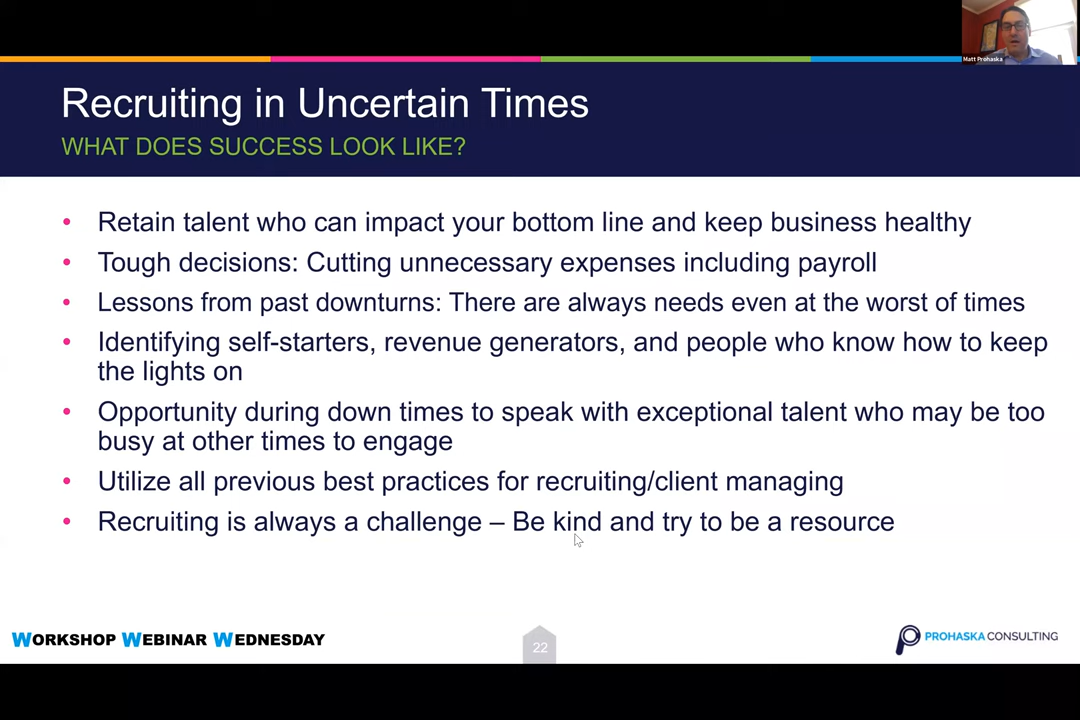 Matt Prohaska
Recruiting in Uncertain Times
WHAT DOES SUCCESS LOOK LIKE?
• Retain talent who can impact your bottom line and keep business healthy
• Tough decisions: Cutting unnecessary expenses including payroll
• Lessons from past downturns: There are always needs even at the worst of times
• Identifying self-starters, revenue generators, and people who know how to keep
the lights on
• Opportunity during down times to speak with exceptional talent who may be too
busy at other times to engage
• Utilize all previous best practices for recruiting/client managing
• Recruiting is always a challenge – Be kind and try to be a resource
WORKSHOP WEBINAR WEDNESDAY
22
PROHASKA CONSULTING